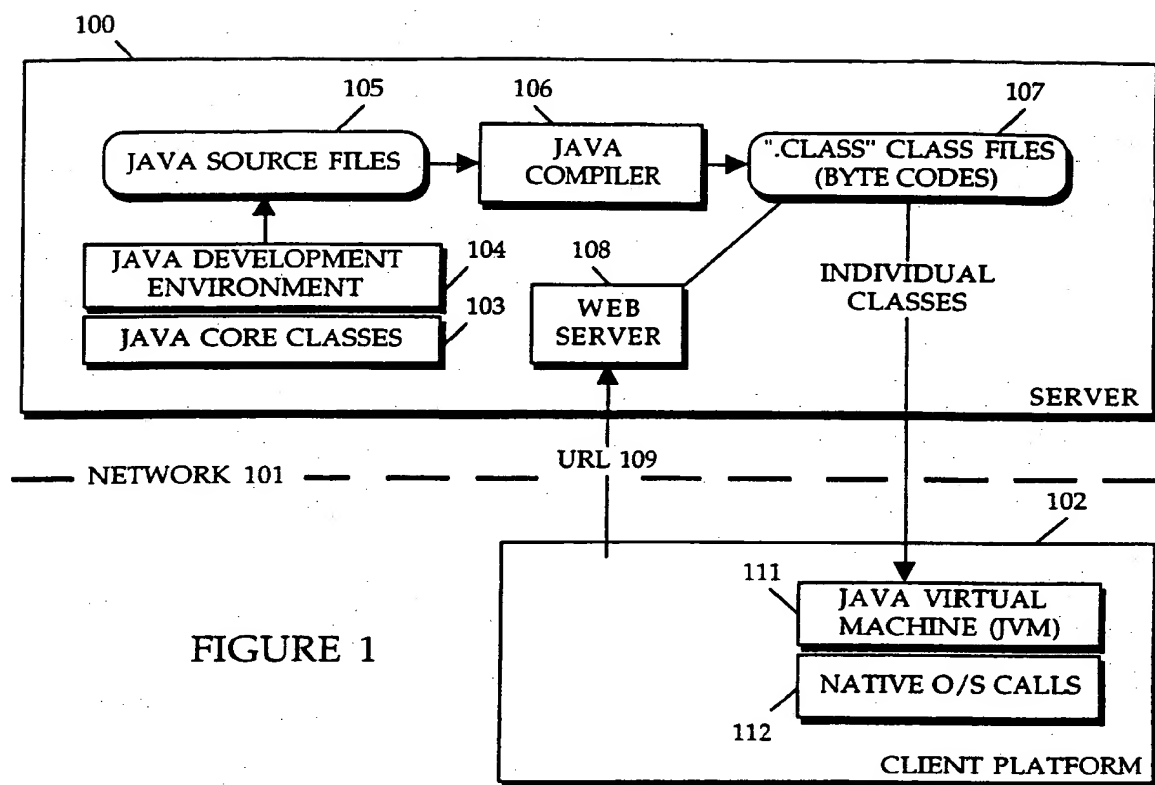 100
105
106
107
JAVA SOURCE FILES
JAVA
COMPILER
".CLASS" CLASS FILES
(BYTE CODES)
JAVA DEVELOPMENT
ENVIRONMENT
104
108
INDIVIDUAL
CLASSES
JAVA CORE CLASSES
103
WEB
SERVER
SERVER
NETWORK 101
URL 109
102
111
JAVA VIRTUAL
MACHINE (JVM)
FIGURE 1
NATIVE O/S CALLS
112
CLIENT PLATFORM